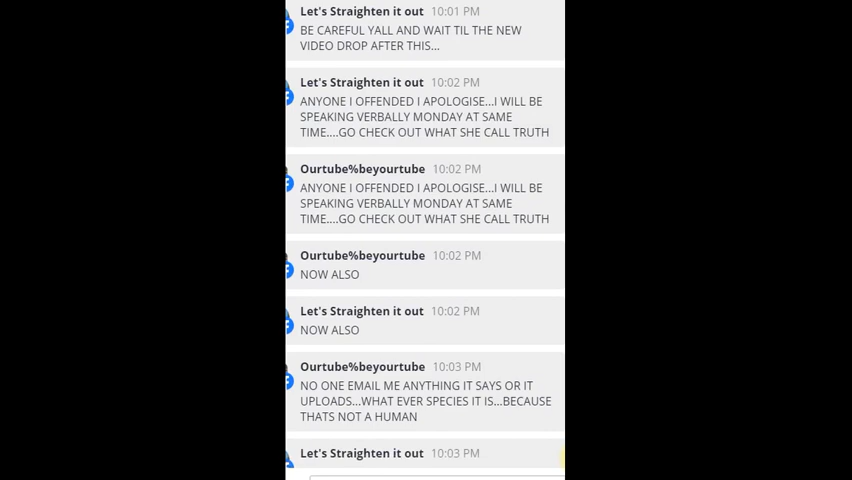 Let's Straighten it out 10:01 PM
BE CAREFUL YALL AND WAIT TIL THE NEW
VIDEO DROP AFTER THIS...
Let's Straighten it out 10:02 PM
ANYONE I OFFENDED I APOLOGISE...I WILL BE
SPEAKING VERBALLY MONDAY AT SAME
TIME....GO CHECK OUT WHAT SHE CALL TRUTH
Ourtube%beyourtube 10:02 PM
ANYONE I OFFENDED I APOLOGISE...I WILL BE
SPEAKING VERBALLY MONDAY AT SAME
TIME....GO CHECK OUT WHAT SHE CALL TRUTH
Ourtube%beyourtube 10:02 PM
NOW ALSO
Let's Straighten it out 10:02 PM
NOW ALSO
Ourtube%beyourtube 10:03 PM
NO ONE EMAIL ME ANYTHING IT SAYS OR IT
UPLOADS...WHAT EVER SPECIES IT IS...BECAUSE
THATS NOT A HUMAN
Let's Straighten it out 10:03 PM